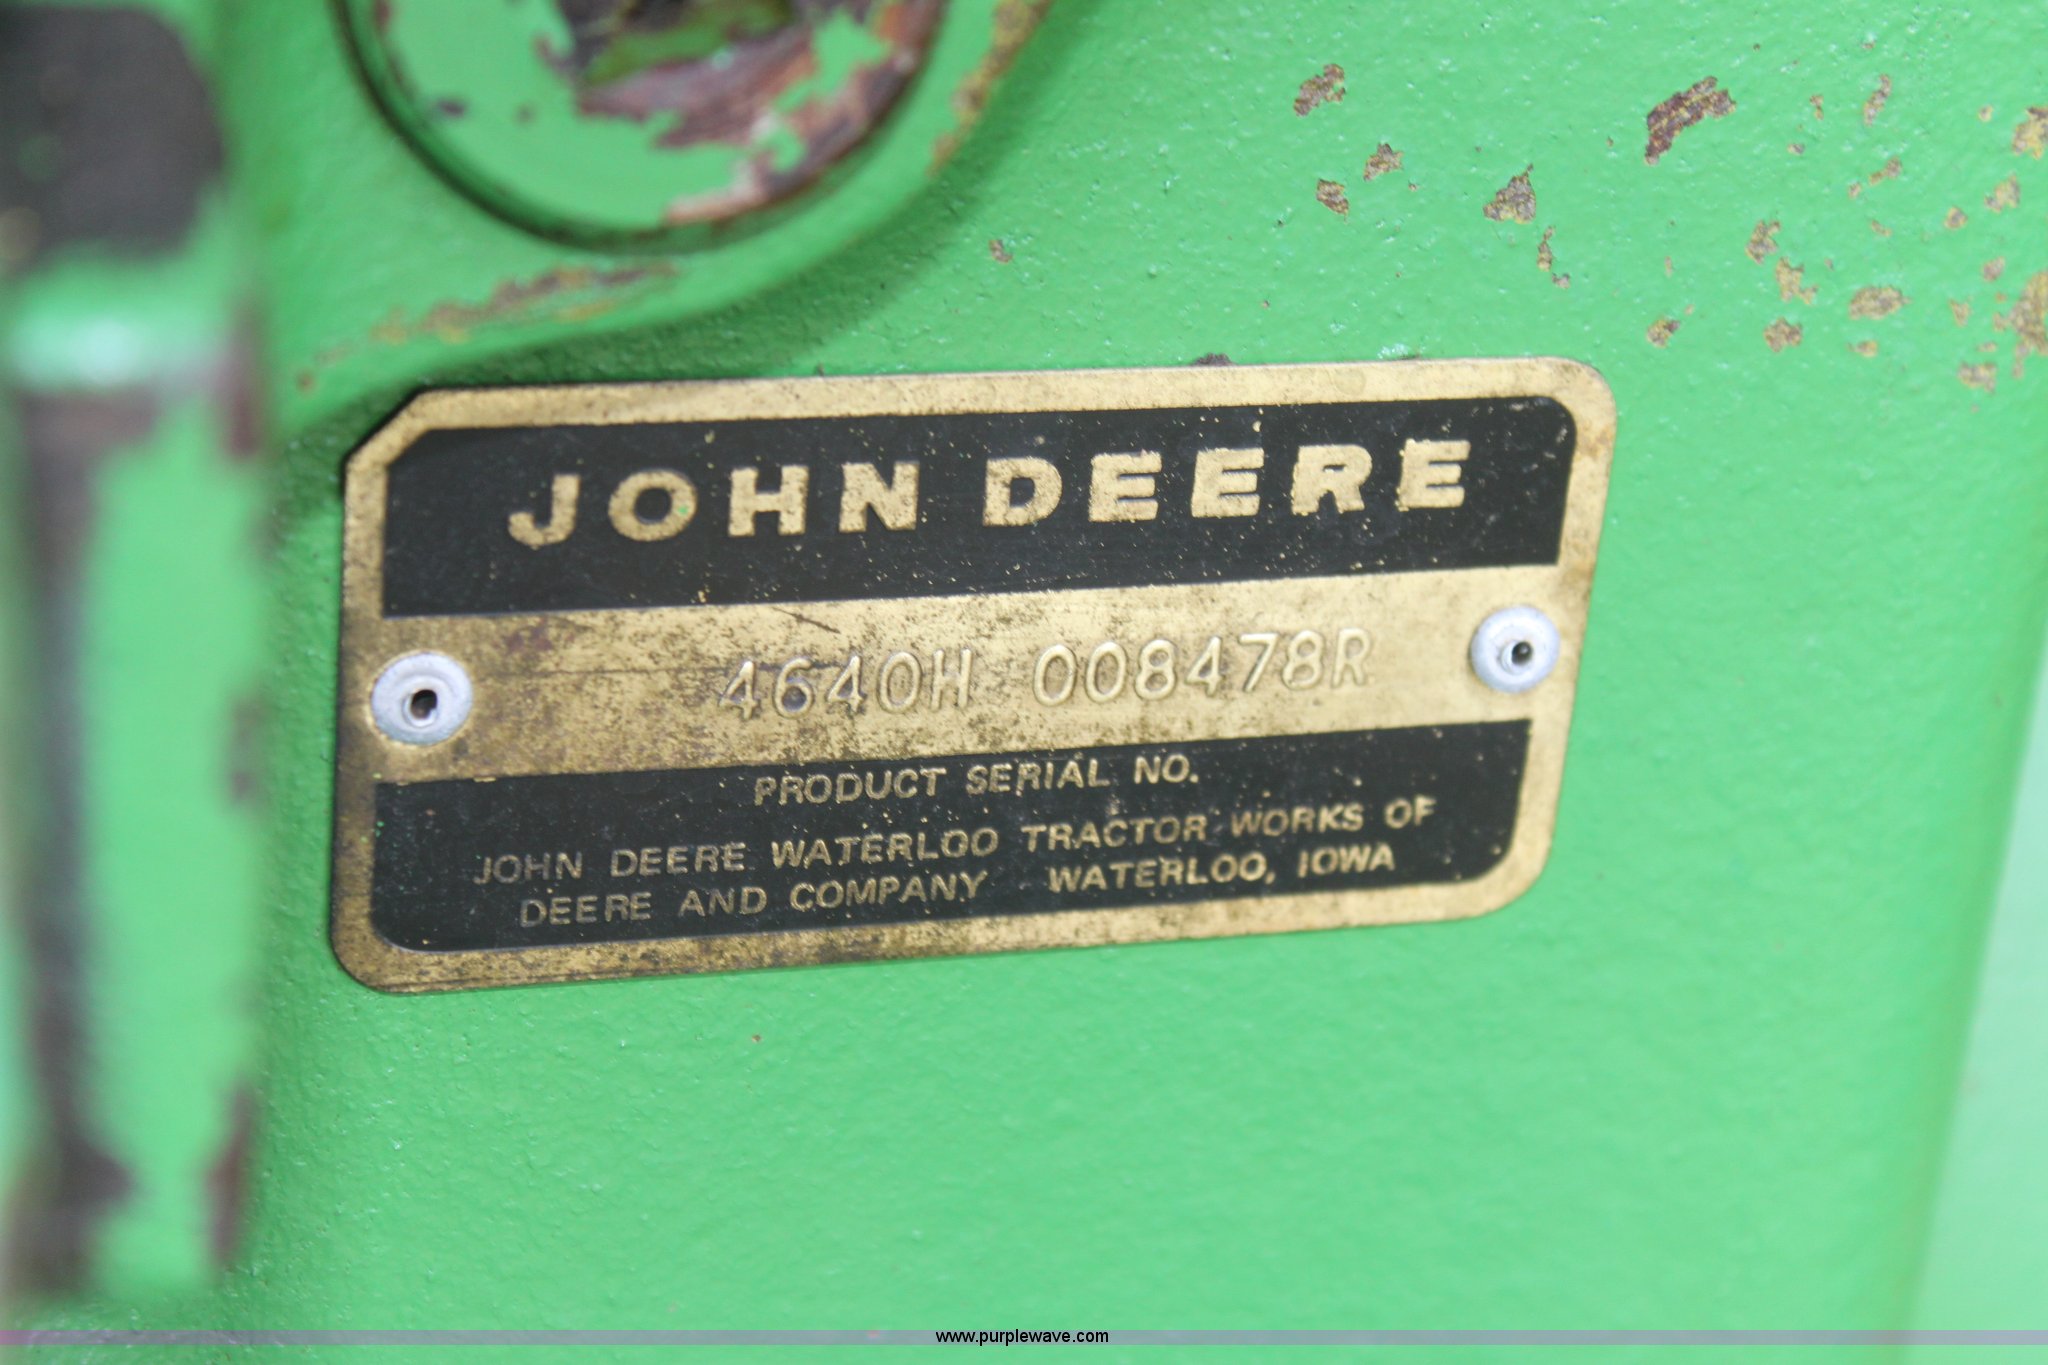 JOHN DEERE
4640H 008478R
PRODUCT SERIAL NO.
JOHN DEERE WATERLOO TRACTOR WORKS OF
DEERE AND COMPANY WATERLOO, IOWA
www.purplewave.com